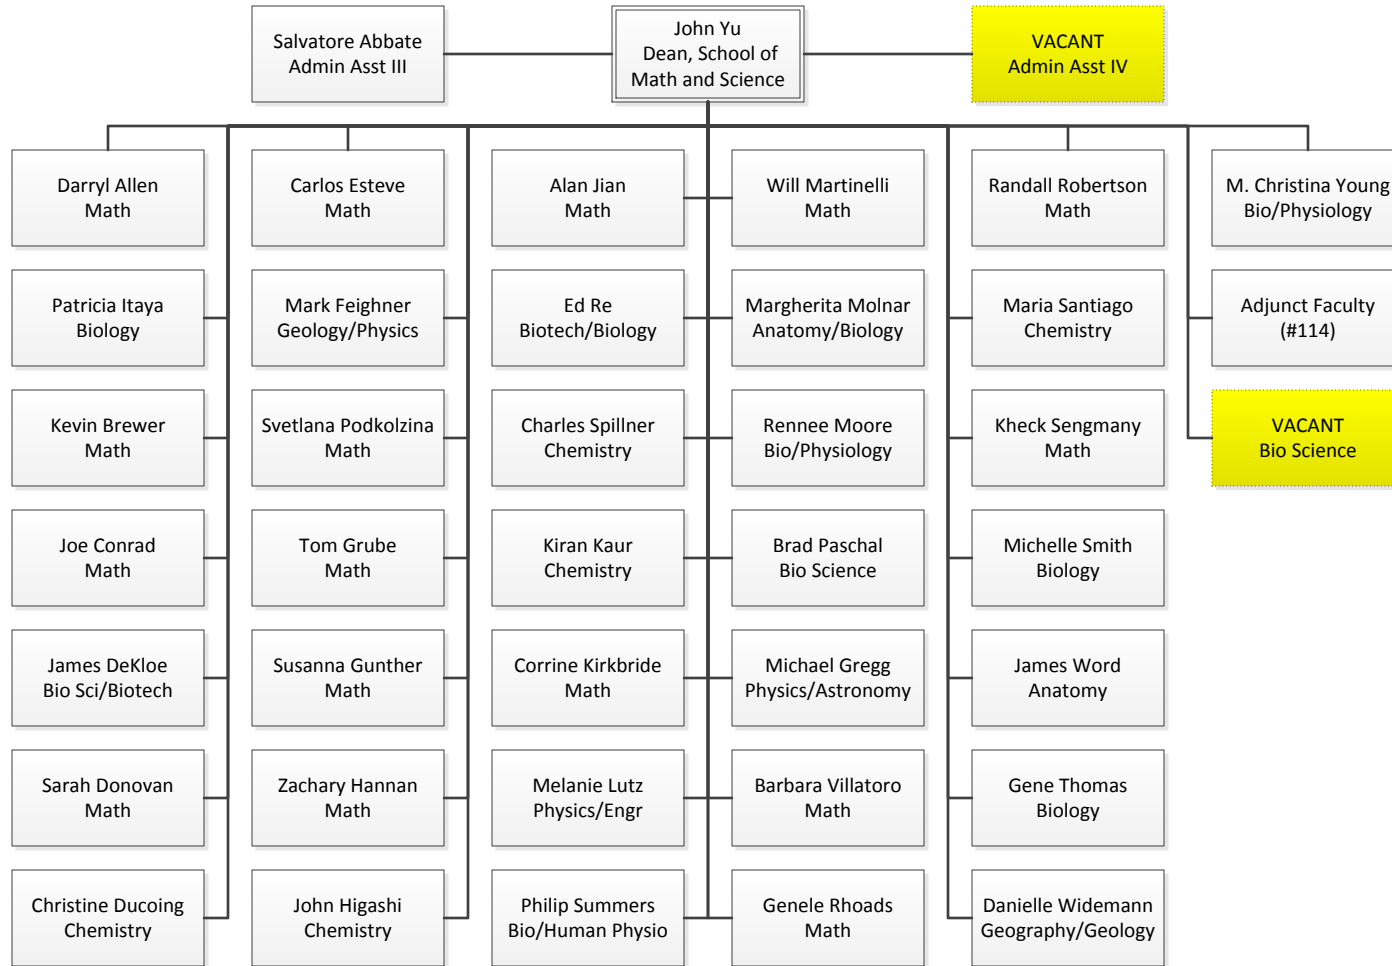 Salvatore Abbate
Admin Asst III
John Yu
Dean, School of
Math and Science
VACANT
Admin Asst IV
Darryl Allen
Math
Carlos Esteve
Math
Alan Jian
Math
Will Martinelli
Math
Randall Robertson
Math
M. Christina Young
Bio/Physiology
Patricia Itaya
Biology
Mark Feighner
Geology/Physics
Ed Re
Biotech/Biology
Margherita Molnar
Anatomy/Biology
Maria Santiago
Chemistry
Adjunct Faculty
(#114)
Kevin Brewer
Math
Svetlana Podkolzina
Math
Charles Spillner
Chemistry
Rennee Moore
Bio/Physiology
Kheck Sengmany
Math
VACANT
Bio Science
Joe Conrad
Math
Tom Grube
Math
Kiran Kaur
Chemistry
Brad Paschal
Bio Science
Michelle Smith
Biology
James DeKloe
Bio Sci/Biotech
Susanna Gunther
Math
Corrine Kirkbride
Math
Michael Gregg
Physics/Astronomy
James Word
Anatomy
Sarah Donovan
Math
Zachary Hannan
Math
Melanie Lutz
Physics/Engr
Barbara Villatoro
Math
Gene Thomas
Biology
Christine Ducoing
Chemistry
John Higashi
Chemistry
Philip Summers
Bio/Human Physio
Genele Rhoads
Math
Danielle Widemann
Geography/Geology